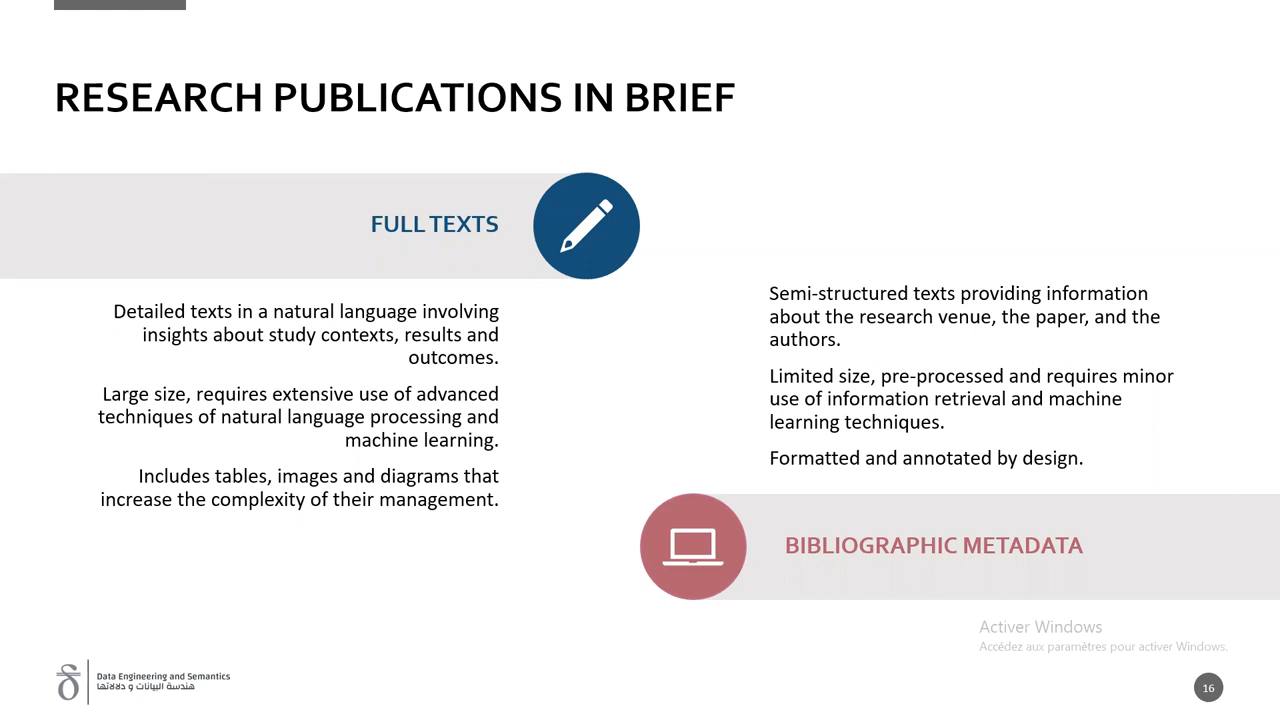 RESEARCH PUBLICATIONS IN BRIEF
FULL TEXTS
Detailed texts in a natural language involving
insights about study contexts, results and
outcomes.
Large size, requires extensive use of advanced
techniques of natural language processing and
machine learning.
Includes tables, images and diagrams that
increase the complexity of their management.
Semi-structured texts providing information
about the research venue, the paper, and the
authors.
Limited size, pre-processed and requires minor
use of information retrieval and machine
learning techniques.
Formatted and annotated by design.
BIBLIOGRAPHIC METADATA
Activer Windows
Accédez aux paramètres pour activer Windows.
Data Engineering and Semantics
هندسة البيانات و دلالاتها
16